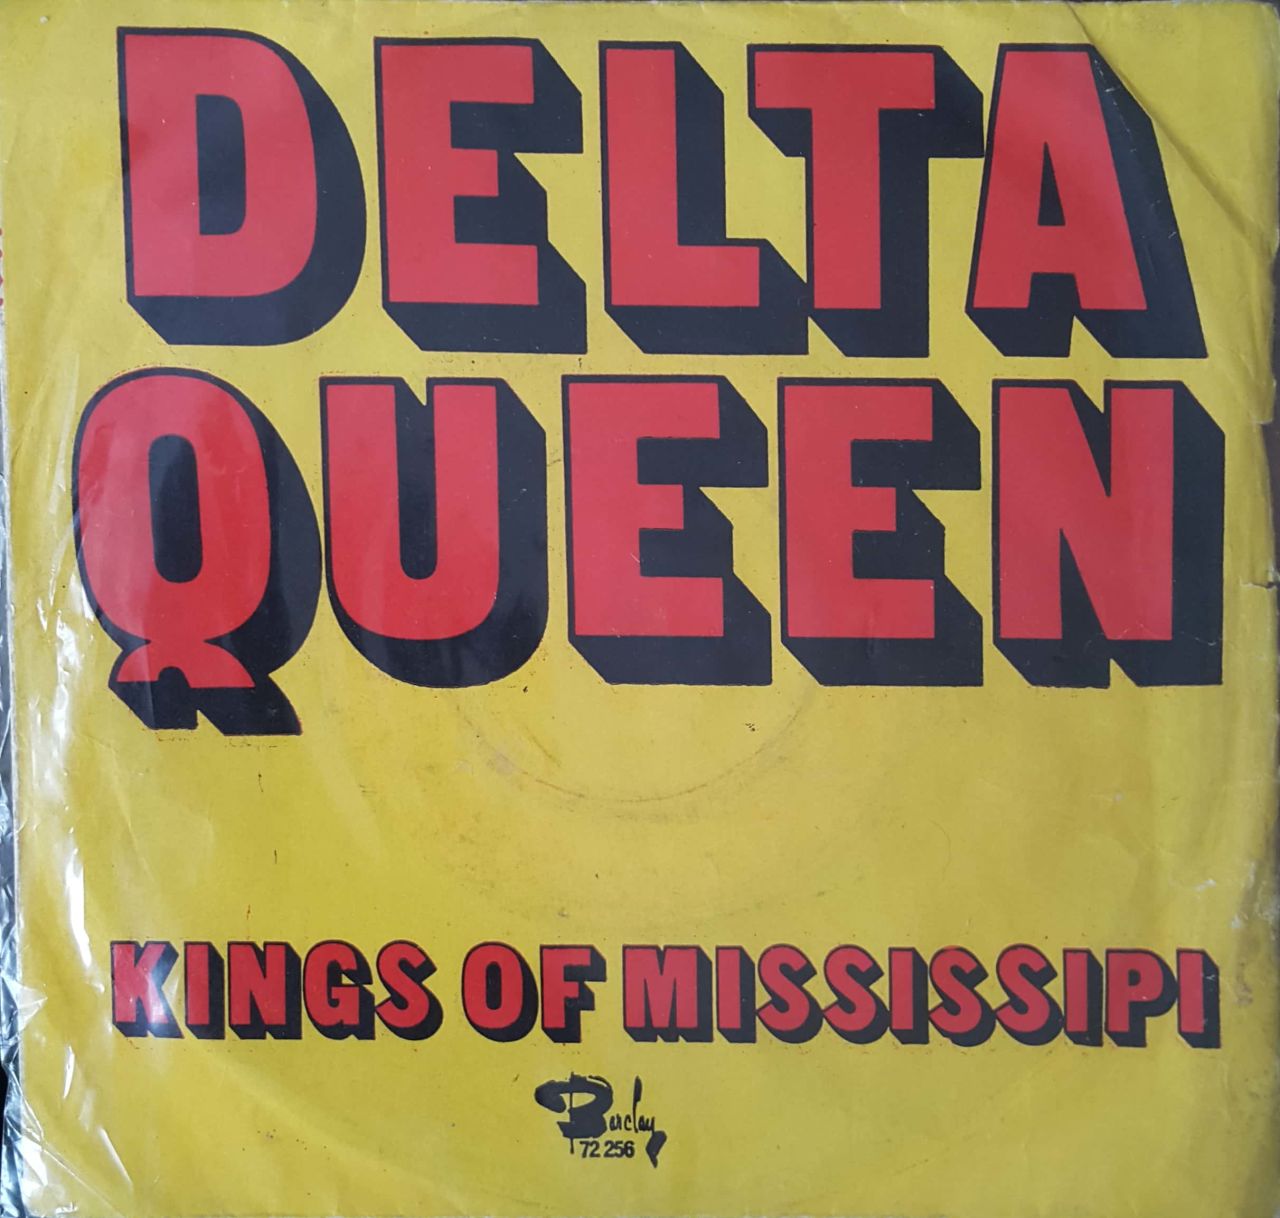 DELTA
QUEEN
KINGS OF MISSISSIPI
Barclay
72 256